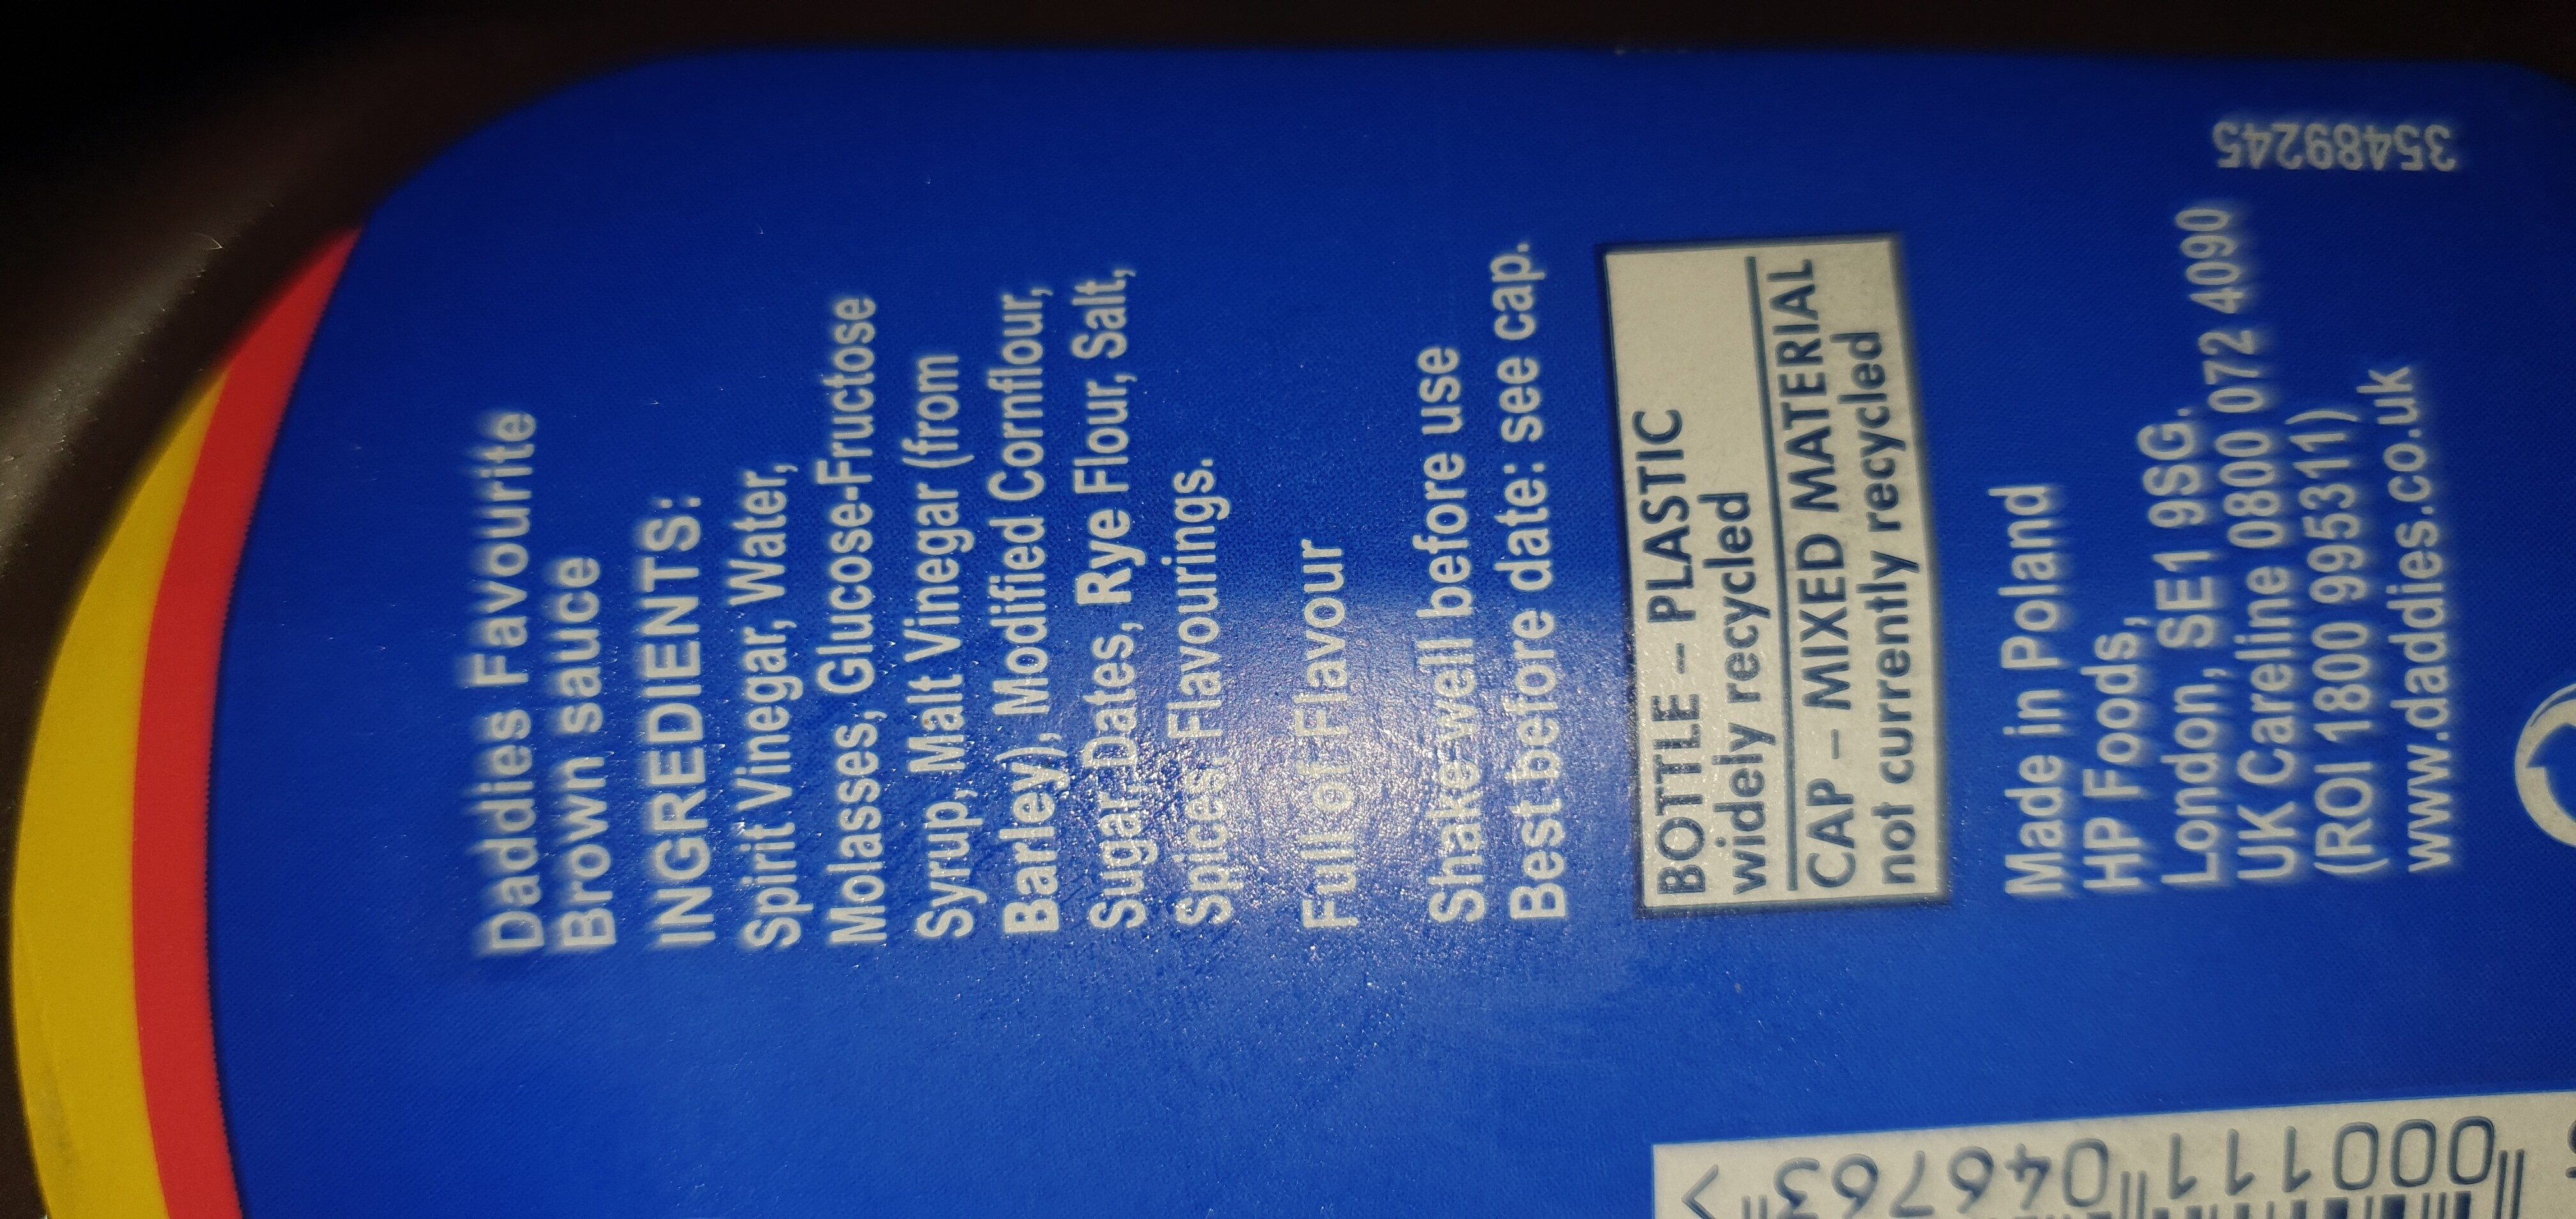 Daddies Favourite
Brown sauce
INGREDIENTS:
Spirit Vinegar, Water,
Molasses, Glucose-Fructose
Syrup, Malt Vinegar (from
Barley), Modified Cornflour,
Sugar, Dates, Rye Flour, Salt,
Spices, Flavourings.
Full of Flavour
Shake well before use
Best before date: see cap.
BOTTLE – PLASTIC
widely recycled
CAP – MIXED MATERIAL
not currently recycled
Made in Poland
HP Foods,
London, SE1 9SG.
UK Careline 0800 072 4090
(ROI 1800 995311)
www.daddies.co.uk
35489245
000111 046763 >